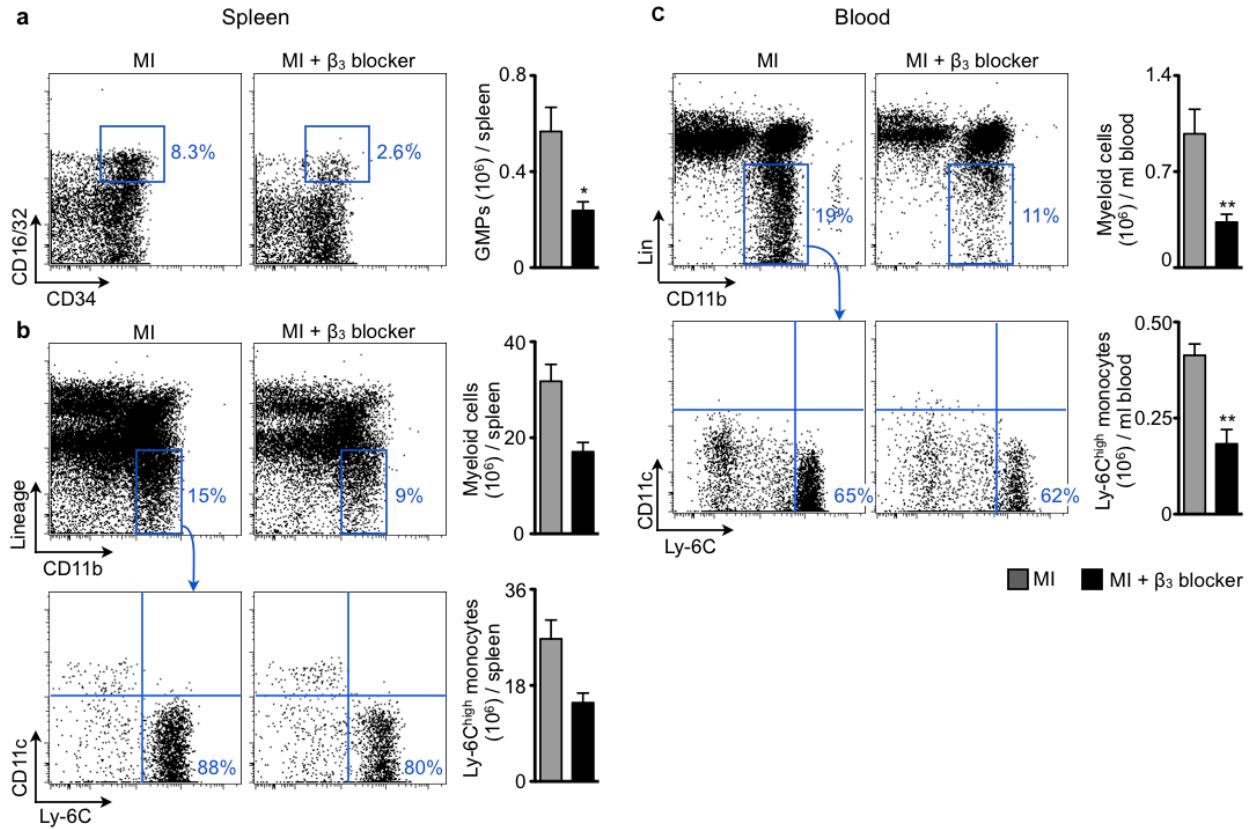 a
Spleen
MI
MI + β₃ blocker
8.3%
2.6%
CD16/32
CD34
0.8
0.4
0
GMPs (10⁶) / spleen
*
b
MI
MI + β₃ blocker
15%
9%
Lineage
CD11b
40
20
0
Myeloid cells
(10⁶) / spleen
88%
80%
CD11c
Ly-6C
36
18
0
Ly-6Cʰⁱᵍʰ monocytes
(10⁶) / spleen
c
Blood
MI
MI + β₃ blocker
19%
11%
Lin
CD11b
1.4
0.7
0
Myeloid cells
(10⁶) / ml blood
**
65%
62%
CD11c
Ly-6C
0.50
0.25
0
Ly-6Cʰⁱᵍʰ monocytes
(10⁶) / ml blood
**
MI
MI + β₃ blocker